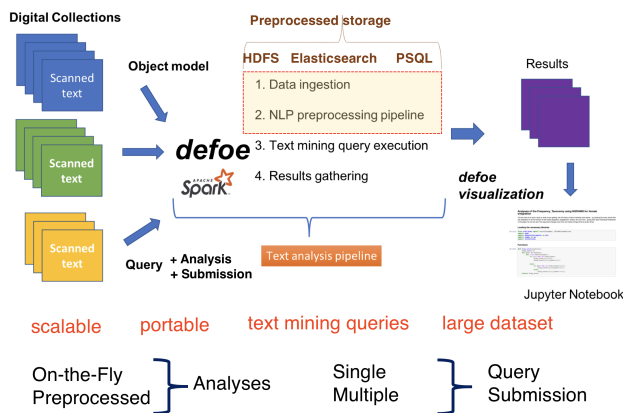 Digital Collections
Preprocessed storage
HDFS Elasticsearch PSQL
Scanned
text
Object model
1. Data ingestion
2. NLP preprocessing pipeline
Results
Scanned
text
defoe
3. Text mining query execution
4. Results gathering
APACHE
Spark
defoe
visualization
Scanned
text
Query + Analysis
+ Submission
Text analysis pipeline
Jupyter Notebook
scalable portable text mining queries large dataset
On-the-Fly
Preprocessed
Analyses
Single
Multiple
Query
Submission